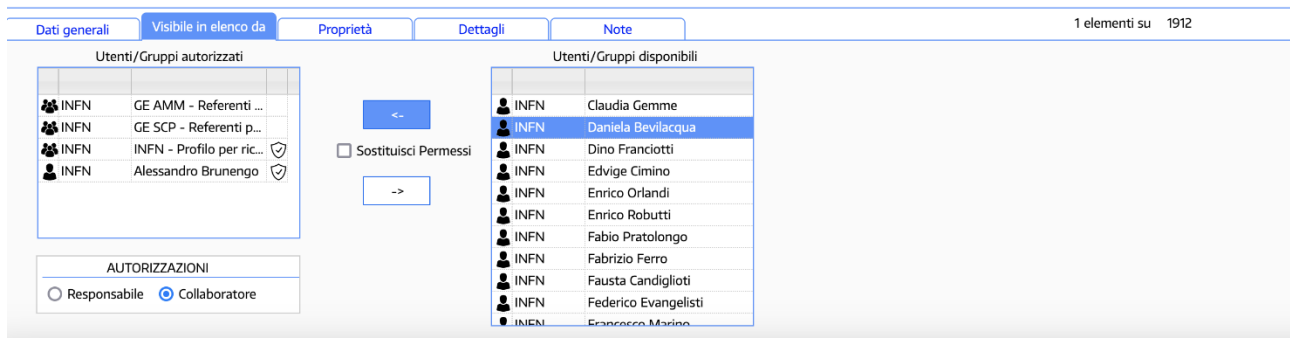 Dati generali
Visibile in elenco da
Proprietà
Dettagli
Note
1 elementi su 1912
Utenti/Gruppi autorizzati
INFN GE AMM - Referenti ...
INFN GE SCP - Referenti p...
INFN INFN - Profilo per ric...
INFN Alessandro Brunengo
AUTORIZZAZIONI
Responsabile Collaboratore
<-
Sostituisci Permessi
->
Utenti/Gruppi disponibili
INFN Claudia Gemme
INFN Daniela Bevilacqua
INFN Dino Franciotti
INFN Edvige Cimino
INFN Enrico Orlandi
INFN Enrico Robutti
INFN Fabio Pratolongo
INFN Fabrizio Ferro
INFN Fausta Candiglioti
INFN Federico Evangelisti
INFN Francesco Marino